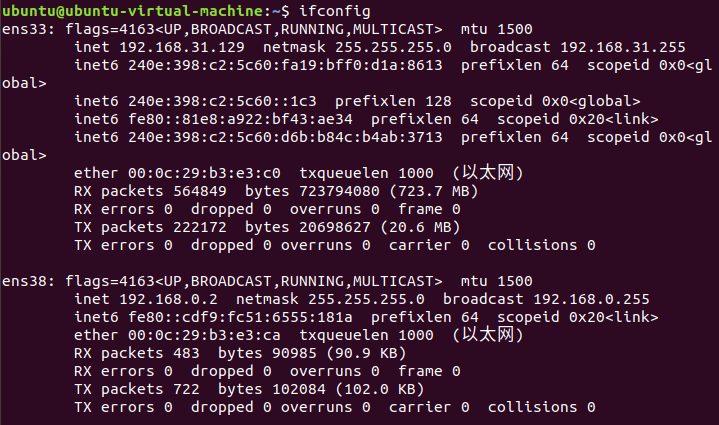 ubuntu@ubuntu-virtual-machine:~$ ifconfig
ens33: flags=4163<UP,BROADCAST,RUNNING,MULTICAST>  mtu 1500
        inet 192.168.31.129  netmask 255.255.255.0  broadcast 192.168.31.255
        inet6 240e:398:c2:5c60:fa19:bff0:d1a:8613  prefixlen 64  scopeid 0x0<gl
obal>
        inet6 240e:398:c2:5c60::1c3  prefixlen 128  scopeid 0x0<global>
        inet6 fe80::81e8:a922:bf43:ae34  prefixlen 64  scopeid 0x20<link>
        inet6 240e:398:c2:5c60:d6b:b84c:b4ab:3713  prefixlen 64  scopeid 0x0<gl
obal>
        ether 00:0c:29:b3:e3:c0  txqueuelen 1000  (以太网)
        RX packets 564849  bytes 723794080 (723.7 MB)
        RX errors 0  dropped 0  overruns 0  frame 0
        TX packets 222172  bytes 20698627 (20.6 MB)
        TX errors 0  dropped 0 overruns 0  carrier 0  collisions 0
ens38: flags=4163<UP,BROADCAST,RUNNING,MULTICAST>  mtu 1500
        inet 192.168.0.2  netmask 255.255.255.0  broadcast 192.168.0.255
        inet6 fe80::cdf9:fc51:6555:181a  prefixlen 64  scopeid 0x20<link>
        ether 00:0c:29:b3:e3:ca  txqueuelen 1000  (以太网)
        RX packets 483  bytes 90985 (90.9 KB)
        RX errors 0  dropped 0  overruns 0  frame 0
        TX packets 722  bytes 102084 (102.0 KB)
        TX errors 0  dropped 0 overruns 0  carrier 0  collisions 0